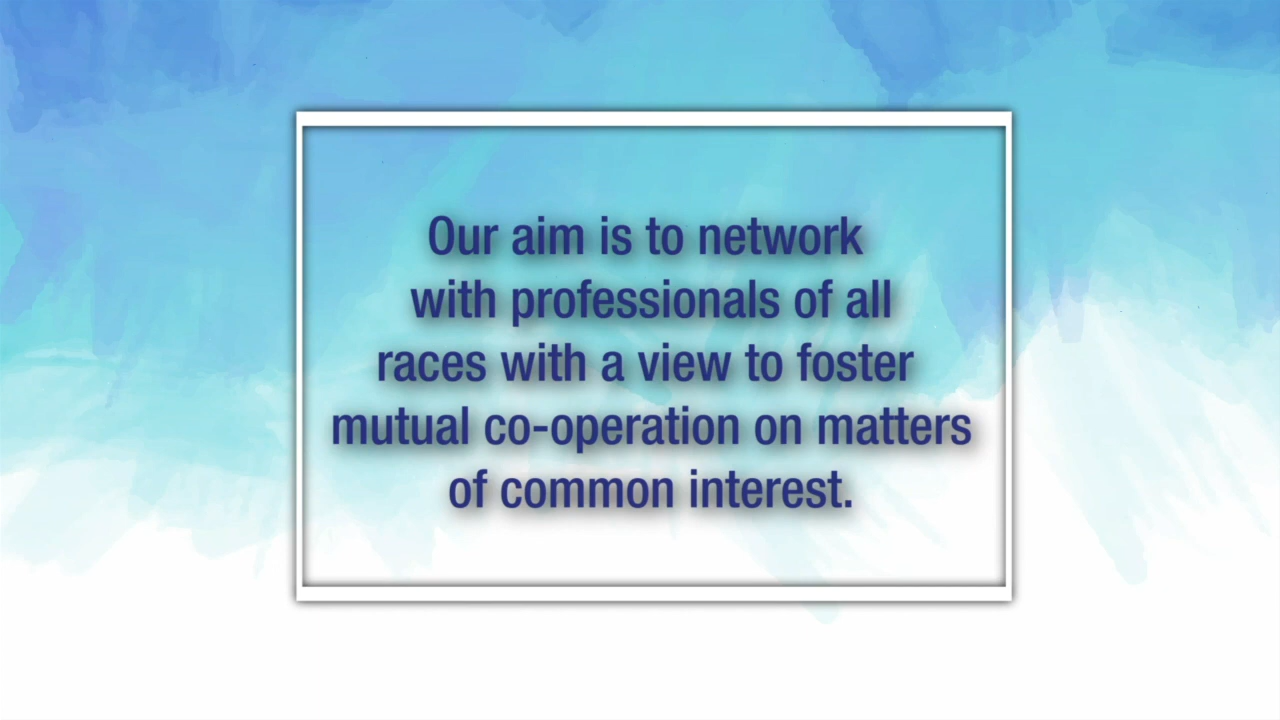 Our aim is to network
with professionals of all
races with a view to foster
mutual co-operation on matters
of common interest.